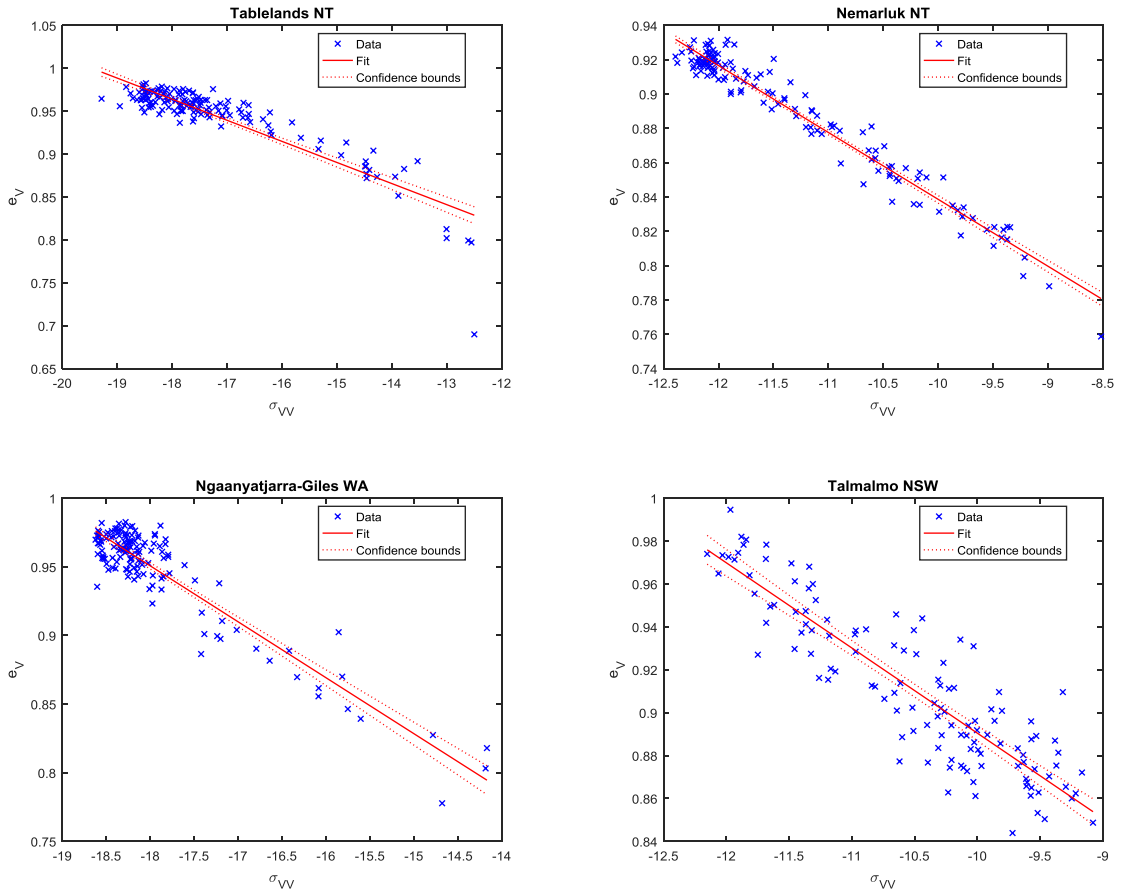 Tablelands NT
1.05
1
0.95
0.9
0.85
0.8
0.75
0.7
0.65
e_V
-20 -19 -18 -17 -16 -15 -14 -13 -12
σ_VV
Data
Fit
Confidence bounds
Nemarluk NT
0.94
0.92
0.9
0.88
0.86
0.84
0.82
0.8
0.78
0.76
0.74
e_V
-12.5 -12 -11.5 -11 -10.5 -10 -9.5 -9 -8.5
σ_VV
Data
Fit
Confidence bounds
Ngaanyatjarra-Giles WA
1
0.95
0.9
0.85
0.8
0.75
e_V
-19 -18.5 -18 -17.5 -17 -16.5 -16 -15.5 -15 -14.5 -14
σ_VV
Data
Fit
Confidence bounds
Talmalmo NSW
1
0.98
0.96
0.94
0.92
0.9
0.88
0.86
0.84
e_V
-12.5 -12 -11.5 -11 -10.5 -10 -9.5 -9
σ_VV
Data
Fit
Confidence bounds